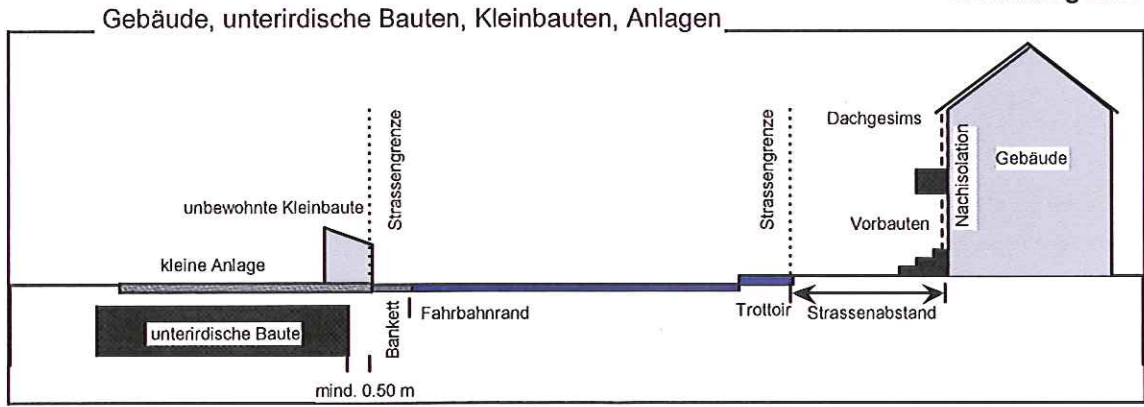 Gebäude, unterirdische Bauten, Kleinbauten, Anlagen
Strassengrenze
Strassengrenze
Dachgesims
Nachisolation
Gebäude
unbewohnte Kleinbaute
Vorbauten
kleine Anlage
unterirdische Baute
Bankett
Fahrbahnrand
Trottoir
Strassenabstand
mind. 0.50 m